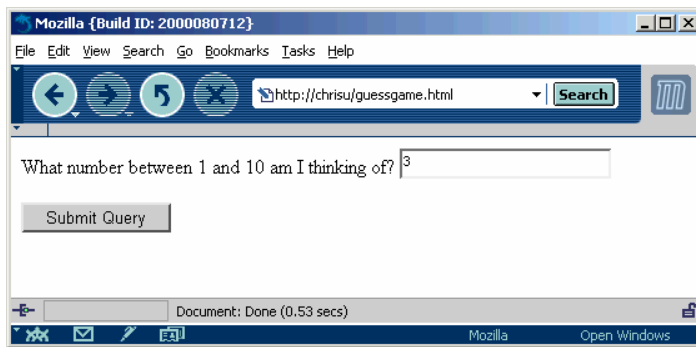 Mozilla {Build ID: 2000080712}
File Edit View Search Go Bookmarks Tasks Help
http://chrisu/guessgame.html Search
What number between 1 and 10 am I thinking of? 3
Submit Query
Document: Done (0.53 secs)
Mozilla Open Windows